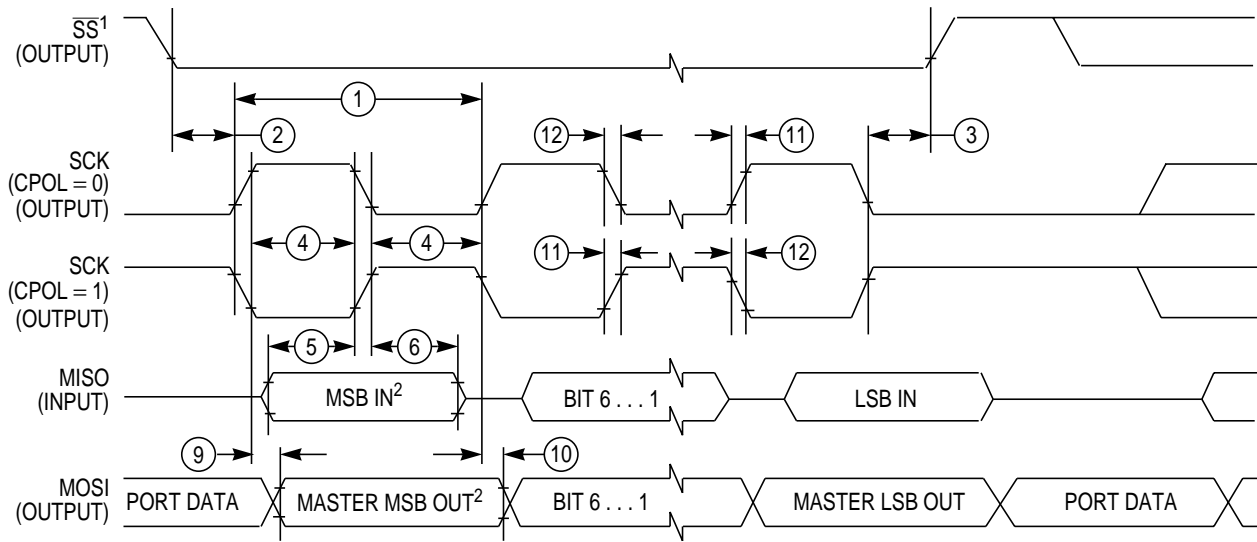 SS¹
(OUTPUT)
1
2
12
11
3
SCK
(CPOL = 0)
(OUTPUT)
4
4
11
12
SCK
(CPOL = 1)
(OUTPUT)
5
6
MISO
(INPUT)
MSB IN²
BIT 6 . . . 1
LSB IN
9
10
MOSI
(OUTPUT)
PORT DATA
MASTER MSB OUT²
BIT 6 . . . 1
MASTER LSB OUT
PORT DATA